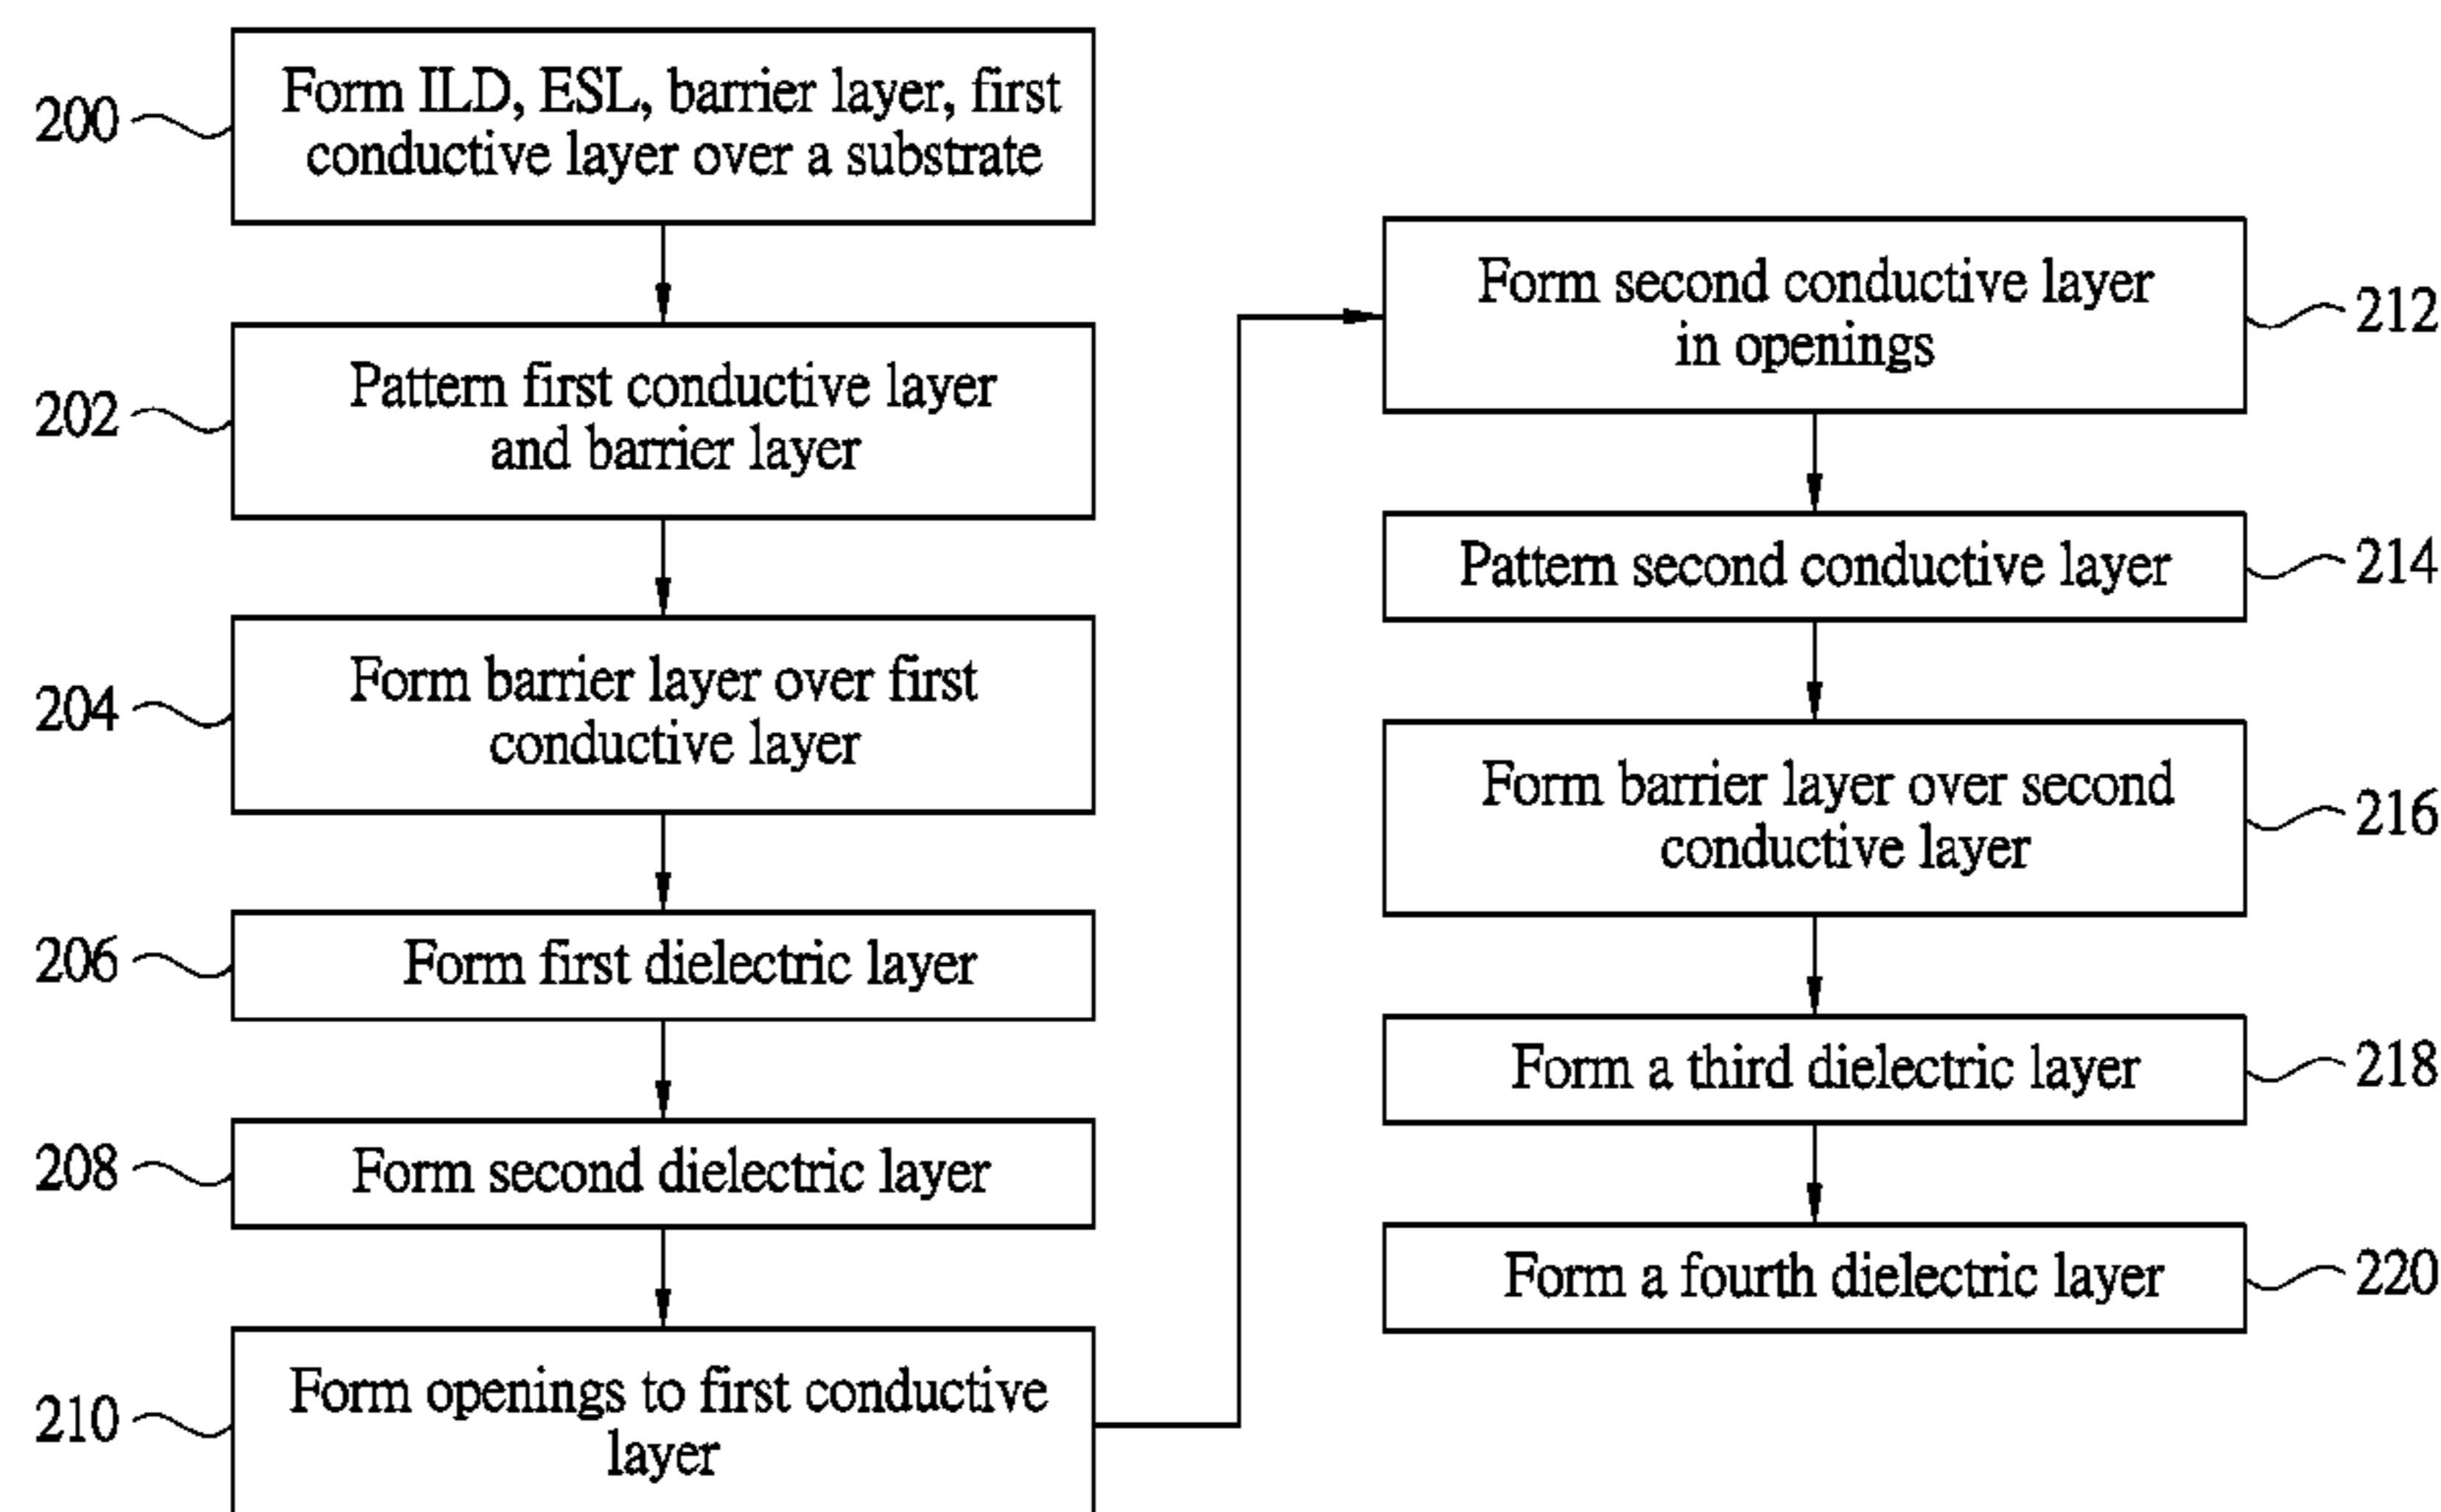 200
Form ILD, ESL, barrier layer, first
conductive layer over a substrate
202
Pattern first conductive layer
and barrier layer
204
Form barrier layer over first
conductive layer
206
Form first dielectric layer
208
Form second dielectric layer
210
Form openings to first conductive
layer
Form second conductive layer
in openings
212
Pattern second conductive layer
214
Form barrier layer over second
conductive layer
216
Form a third dielectric layer
218
Form a fourth dielectric layer
220